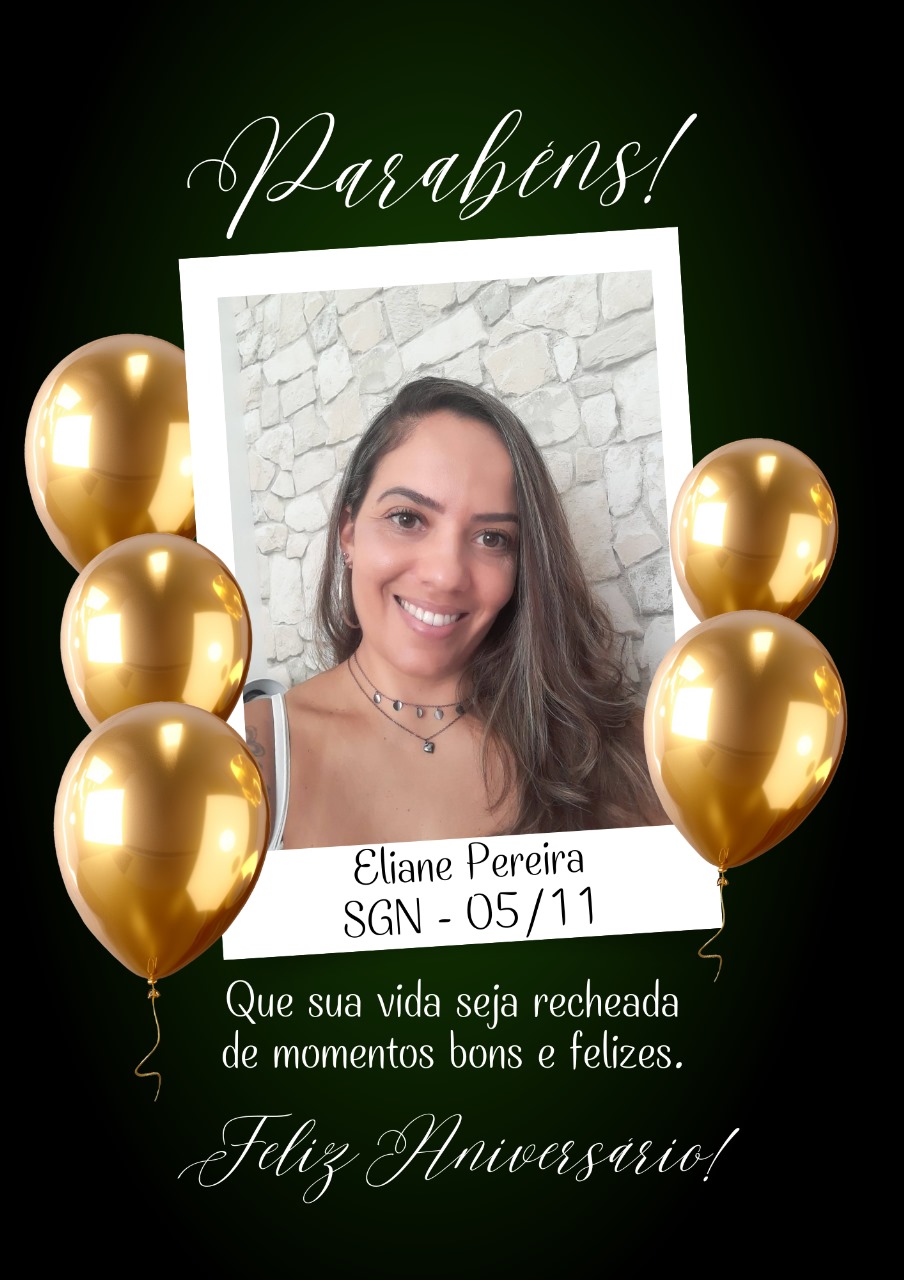 Parabéns!
Eliane Pereira
SGN - 05/11
Que sua vida seja recheada
de momentos bons e felizes.
Feliz Aniversário!